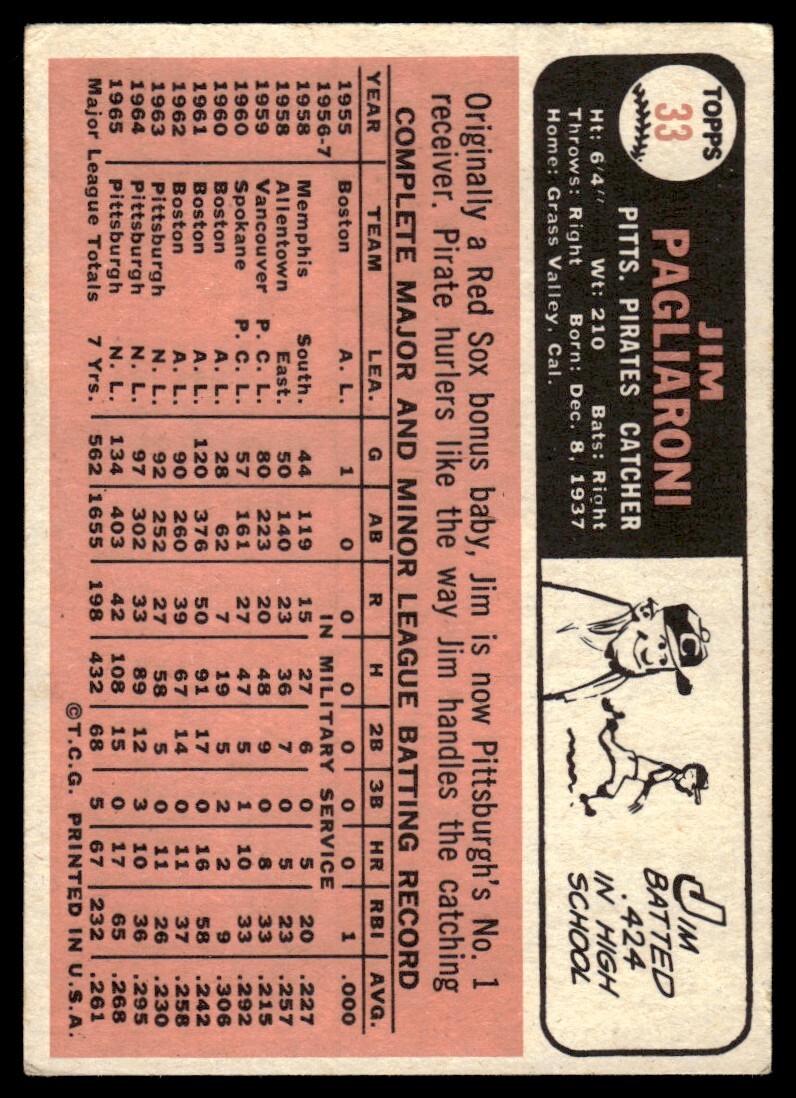 TOPPS
33
JIM
PAGLIARONI
PITTS. PIRATES CATCHER
Ht: 6'4" Wt: 210 Bats: Right
Throws: Right Born: Dec. 8, 1937
Home: Grass Valley, Cal.
C
JIM
BATTED
.424
IN HIGH
SCHOOL
Originally a Red Sox bonus baby, Jim is now Pittsburgh's No. 1
receiver. Pirate hurlers like the way Jim handles the catching
COMPLETE MAJOR AND MINOR LEAGUE BATTING RECORD
YEAR TEAM LEA. G AB R H 2B 3B HR RBI AVG.
1955 Boston A. L. 1 0 0 0 0 0 0 1 .000
1956-7 IN MILITARY SERVICE
1958 Memphis South. 44 119 15 27 6 0 5 20 .227
1958 Allentown East. 50 140 23 36 7 0 5 23 .257
1959 Vancouver P. C. L. 80 223 20 48 9 0 8 33 .215
1960 Spokane P. C. L. 57 161 27 47 5 1 10 33 .292
1960 Boston A. L. 28 62 7 19 5 2 2 9 .306
1961 Boston A. L. 120 376 50 91 17 0 16 58 .242
1962 Boston A. L. 90 260 39 67 14 0 11 37 .258
1963 Pittsburgh N. L. 92 252 27 58 5 0 11 26 .230
1964 Pittsburgh N. L. 97 302 33 89 12 3 10 36 .295
1965 Pittsburgh N. L. 134 403 42 108 15 0 17 65 .268
Major League Totals 7 Yrs. 562 1655 198 432 68 5 67 232 .261
©T.C.G. PRINTED IN U.S.A.